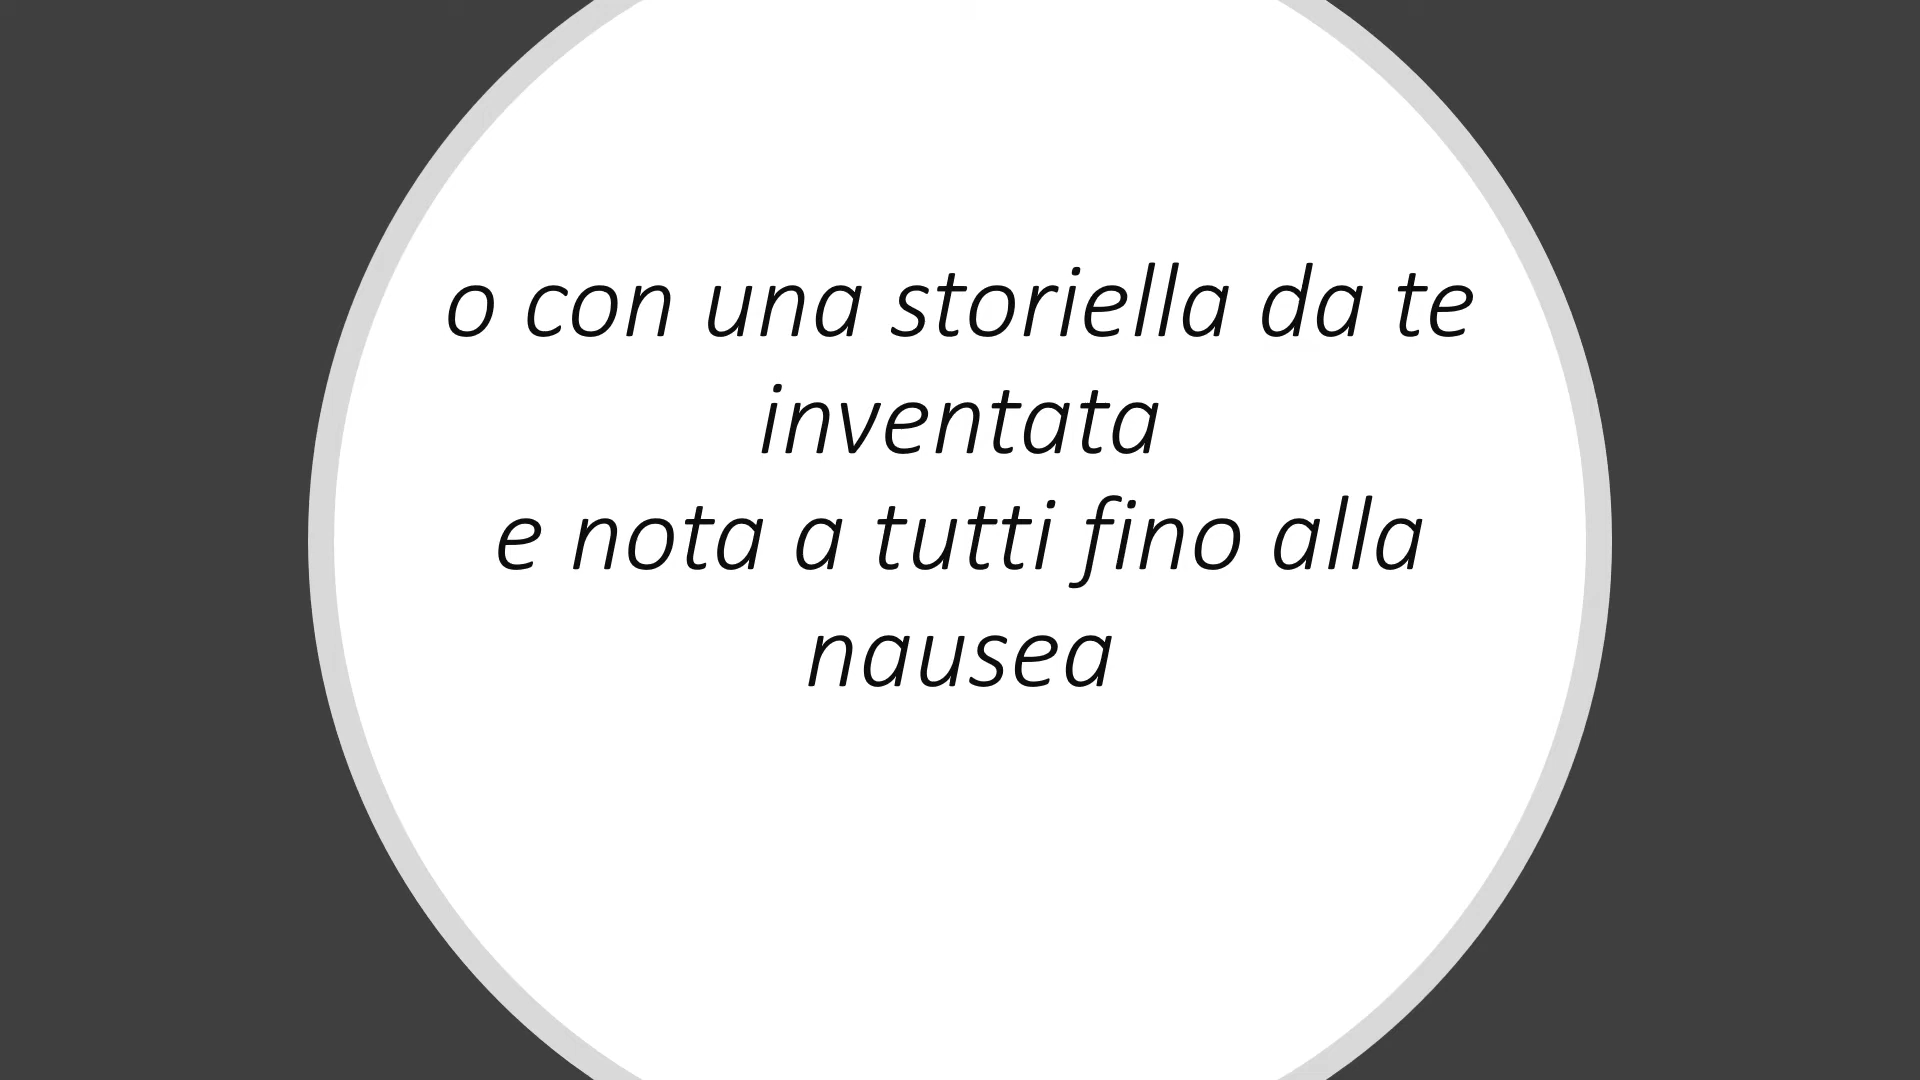 o con una storiella da te
inventata
e nota a tutti fino alla
nausea